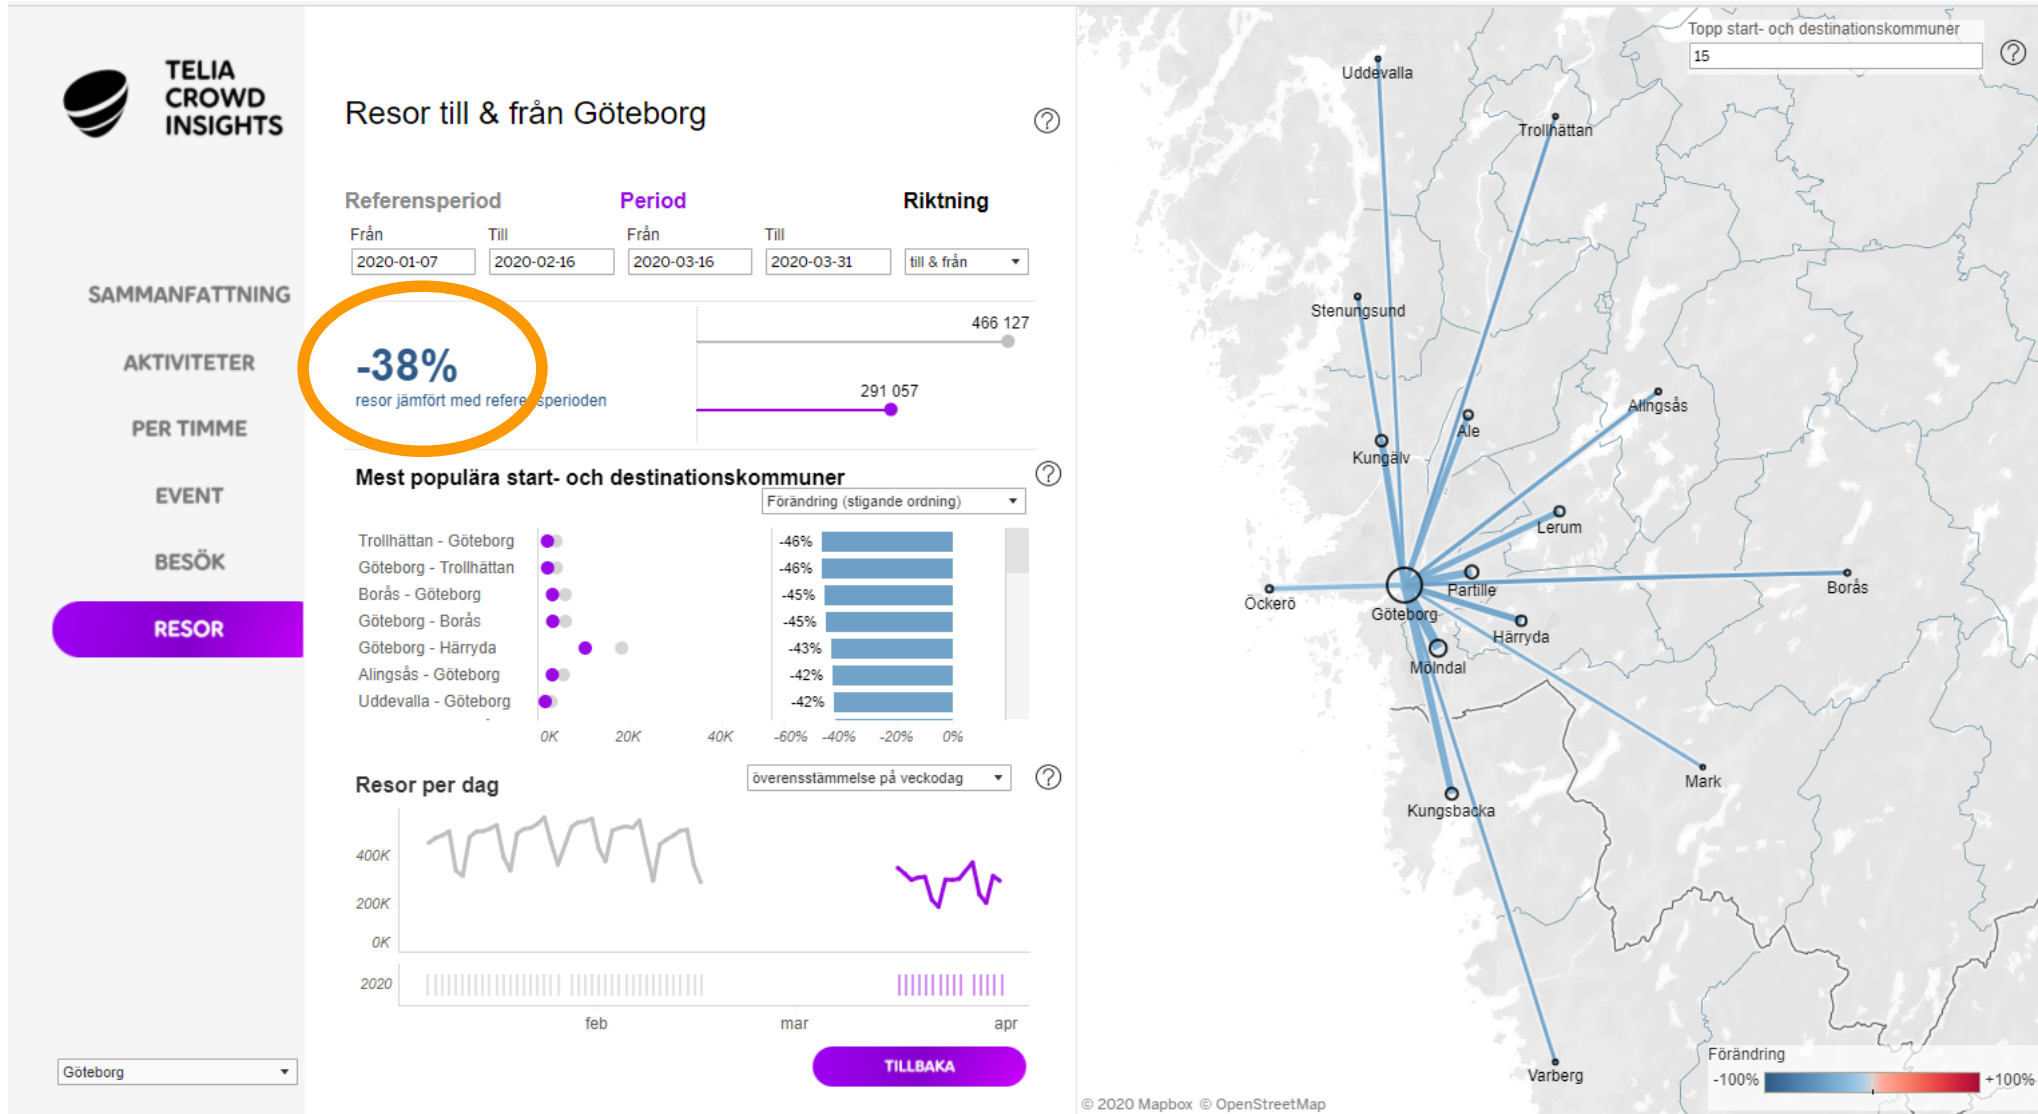 TELIA
CROWD
INSIGHTS
SAMMANFATTNING
AKTIVITETER
PER TIMME
EVENT
BESÖK
RESOR
Göteborg
Resor till & från Göteborg
?
Referensperiod
Period
Riktning
Från
Till
Från
Till
2020-01-07
2020-02-16
2020-03-16
2020-03-31
till & från
-38%
resor jämfört med referensperioden
466 127
291 057
Mest populära start- och destinationskommuner
?
Förändring (stigande ordning)
Trollhättan - Göteborg
-46%
Göteborg - Trollhättan
-46%
Borås - Göteborg
-45%
Göteborg - Borås
-45%
Göteborg - Härryda
-43%
Alingsås - Göteborg
-42%
Uddevalla - Göteborg
-42%
0K 20K 40K
-60% -40% -20% 0%
Resor per dag
överensstämmelse på veckodag
?
400K
200K
0K
2020
feb mar apr
TILLBAKA
Topp start- och destinationskommuner
15
?
Uddevalla
Trollhättan
Stenungsund
Alingsås
Ale
Kungälv
Lerum
Partille
Borås
Öckerö
Göteborg
Härryda
Mölndal
Mark
Kungsbacka
Varberg
Förändring
-100% +100%
© 2020 Mapbox © OpenStreetMap